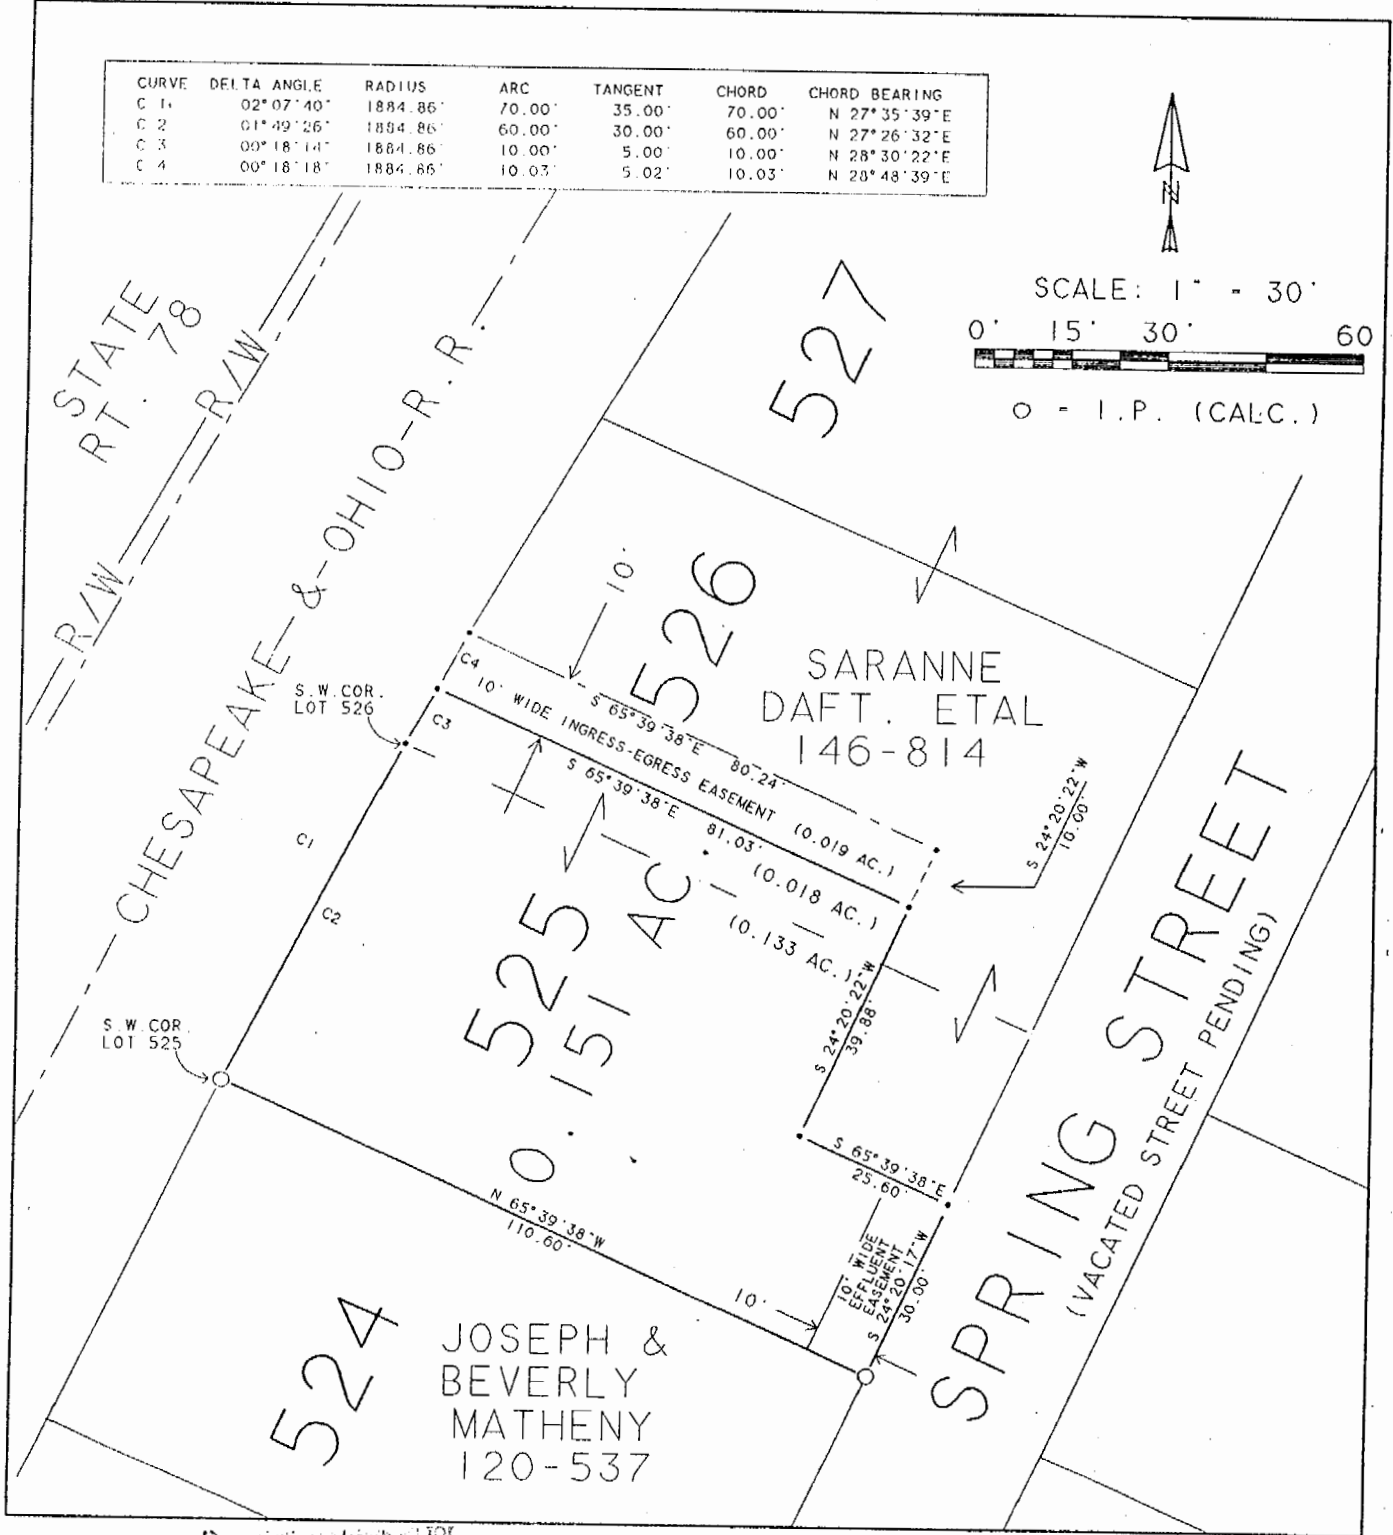 CURVE DELTA ANGLE RADIUS ARC TANGENT CHORD CHORD BEARING
C 1 02°07'40" 1884.86' 70.00' 35.00' 70.00' N 27°35'39"E
C 2 01°49'26" 1884.86' 60.00' 30.00' 60.00' N 27°26'32"E
C 3 00°18'14" 1884.86' 10.00' 5.00' 10.00' N 28°30'22"E
C 4 00°18'18" 1884.86' 10.03' 5.02' 10.03' N 28°48'39"E
N
SCALE: 1" = 30'
0' 15' 30' 60
O - I.P. (CALC.)
STATE
RT. 78
R/W
R/W
CHESAPEAKE & OHIO R.R.
527
526
10'
SARANNE
DAFT. ETAL
146-814
S.W.COR.
LOT 526
C4
C3
10' WIDE INGRESS-EGRESS EASEMENT (0.019 AC.)
S 65°39'38"E 80.24'
S 65°39'38"E 81.03'
(0.018 AC.)
(0.133 AC.)
S 24°20'22"W
10.00'
C1
C2
525
0.151 AC.
S 24°20'22"W
39.88'
S.W.COR.
LOT 525
S 65°39'38"E
25.60'
N 65°39'38"W
110.60'
10' WIDE
EFFLUENT
EASEMENT
S 24°20'17"W
30.00'
10'
SPRING STREET
(VACATED STREET PENDING)
524
JOSEPH &
BEVERLY
MATHENY
120-537